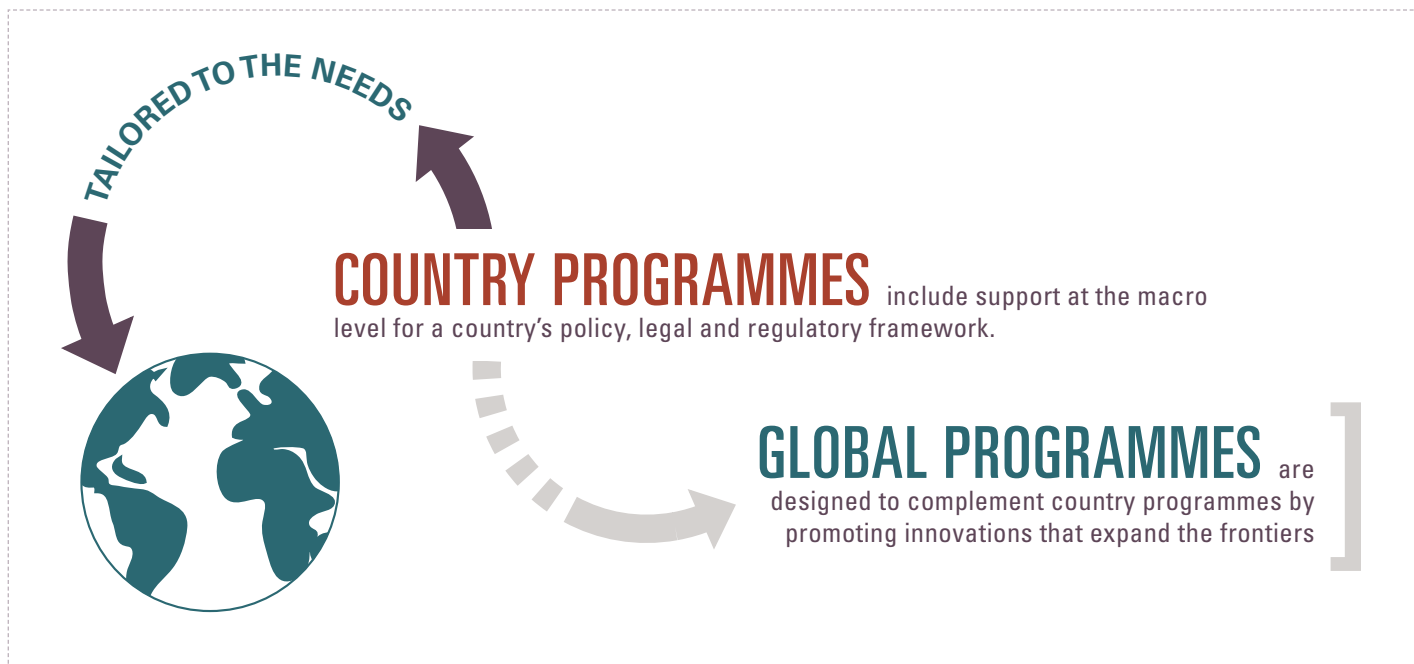 TAILORED TO THE NEEDS
COUNTRY PROGRAMMES include support at the macro
level for a country’s policy, legal and regulatory framework.
GLOBAL PROGRAMMES are
designed to complement country programmes by
promoting innovations that expand the frontiers